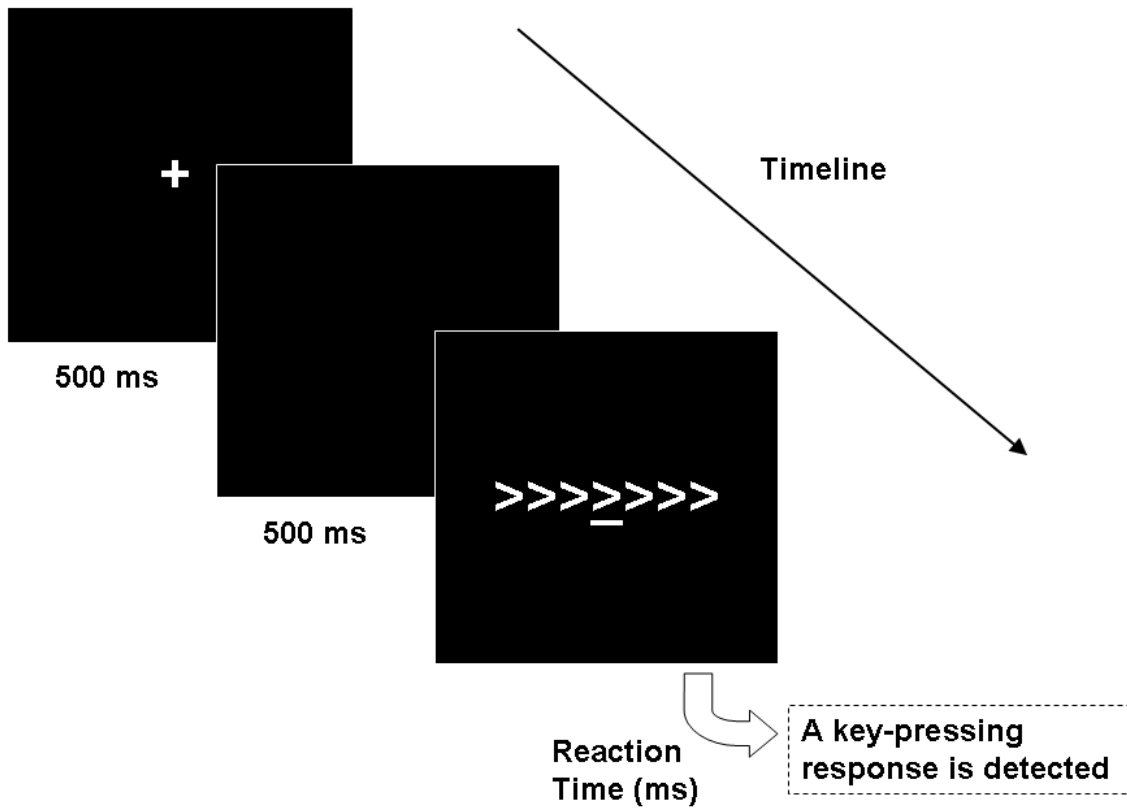 +
Timeline
500 ms
500 ms
>>>>>>>
Reaction
Time (ms)
A key-pressing
response is detected